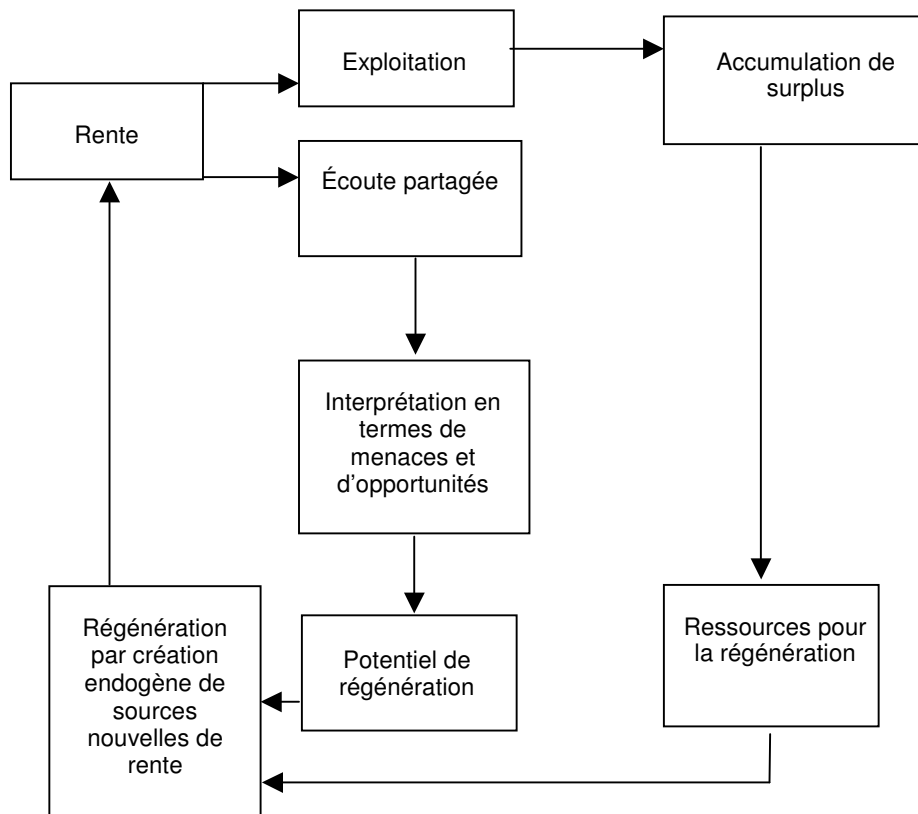 Exploitation
Accumulation de
surplus
Rente
Écoute partagée
Interprétation en
termes de
menaces et
d'opportunités
Régénération
par création
endogène de
sources
nouvelles de
rente
Potentiel de
régénération
Ressources pour
la régénération